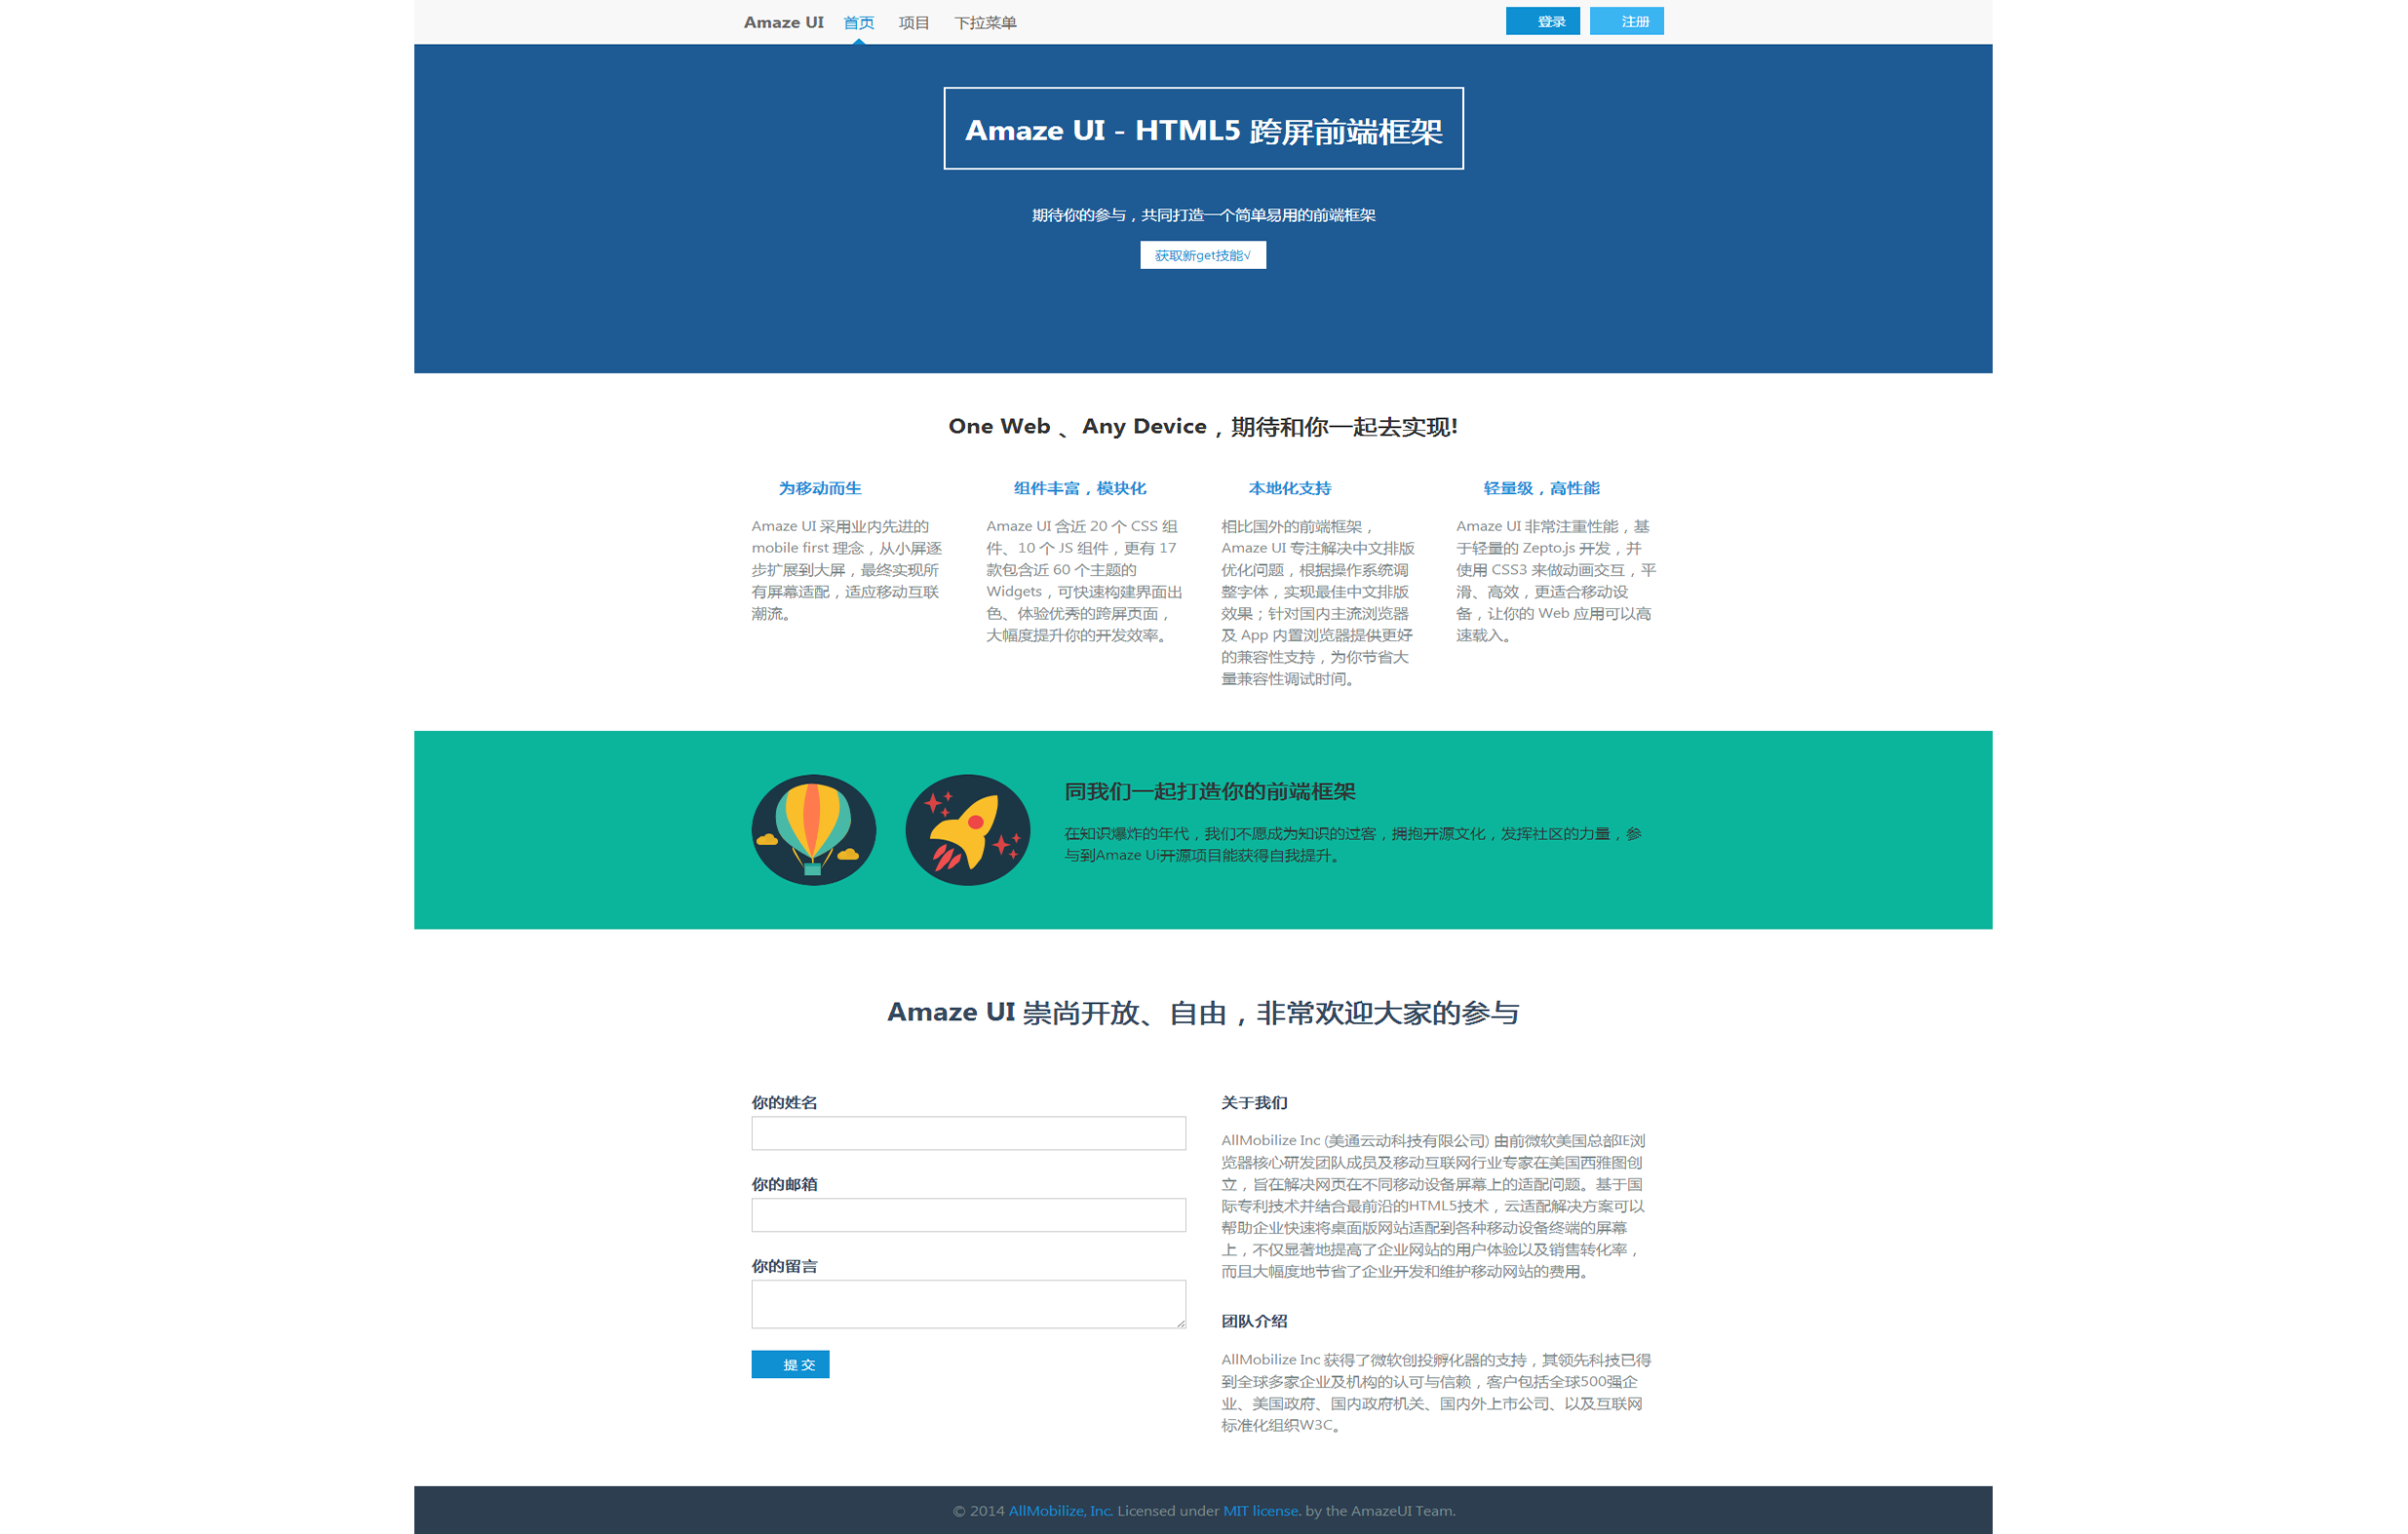 Amaze UI 首页 项目 下拉菜单 登录 注册
Amaze UI - HTML5 跨屏前端框架
期待你的参与，共同打造一个简单易用的前端框架
获取新get技能√
One Web 、Any Device，期待和你一起去实现!
为移动而生
Amaze UI 采用业内先进的
mobile first 理念，从小屏逐
步扩展到大屏，最终实现所
有屏幕适配，适应移动互联
潮流。
组件丰富，模块化
Amaze UI 含近 20 个 CSS 组
件、10 个 JS 组件，更有 17
款包含近 60 个主题的
Widgets，可快速构建界面出
色、体验优秀的跨屏页面，
大幅度提升你的开发效率。
本地化支持
相比国外的前端框架，
Amaze UI 专注解决中文排版
优化问题，根据操作系统调
整字体，实现最佳中文排版
效果；针对国内主流浏览器
及 App 内置浏览器提供更好
的兼容性支持，为你节省大
量兼容性调试时间。
轻量级，高性能
Amaze UI 非常注重性能，基
于轻量的 Zepto.js 开发，并
使用 CSS3 来做动画交互，平
滑、高效，更适合移动设
备，让你的 Web 应用可以高
速载入。
同我们一起打造你的前端框架
在知识爆炸的年代，我们不愿成为知识的过客，拥抱开源文化，发挥社区的力量，参
与到Amaze Ui开源项目能获得自我提升。
Amaze UI 崇尚开放、自由，非常欢迎大家的参与
你的姓名
你的邮箱
你的留言
提 交
关于我们
AllMobilize Inc (美通云动科技有限公司) 由前微软美国总部IE浏
览器核心研发团队成员及移动互联网行业专家在美国西雅图创
立，旨在解决网页在不同移动设备屏幕上的适配问题。基于国
际专利技术并结合最前沿的HTML5技术，云适配解决方案可以
帮助企业快速将桌面版网站适配到各种移动设备终端的屏幕
上，不仅显著地提高了企业网站的用户体验以及销售转化率，
而且大幅度地节省了企业开发和维护移动网站的费用。
团队介绍
AllMobilize Inc 获得了微软创投孵化器的支持，其领先科技已得
到全球多家企业及机构的认可与信赖，客户包括全球500强企
业、美国政府、国内政府机关、国内外上市公司、以及互联网
标准化组织W3C。
© 2014 AllMobilize, Inc. Licensed under MIT license. by the AmazeUI Team.